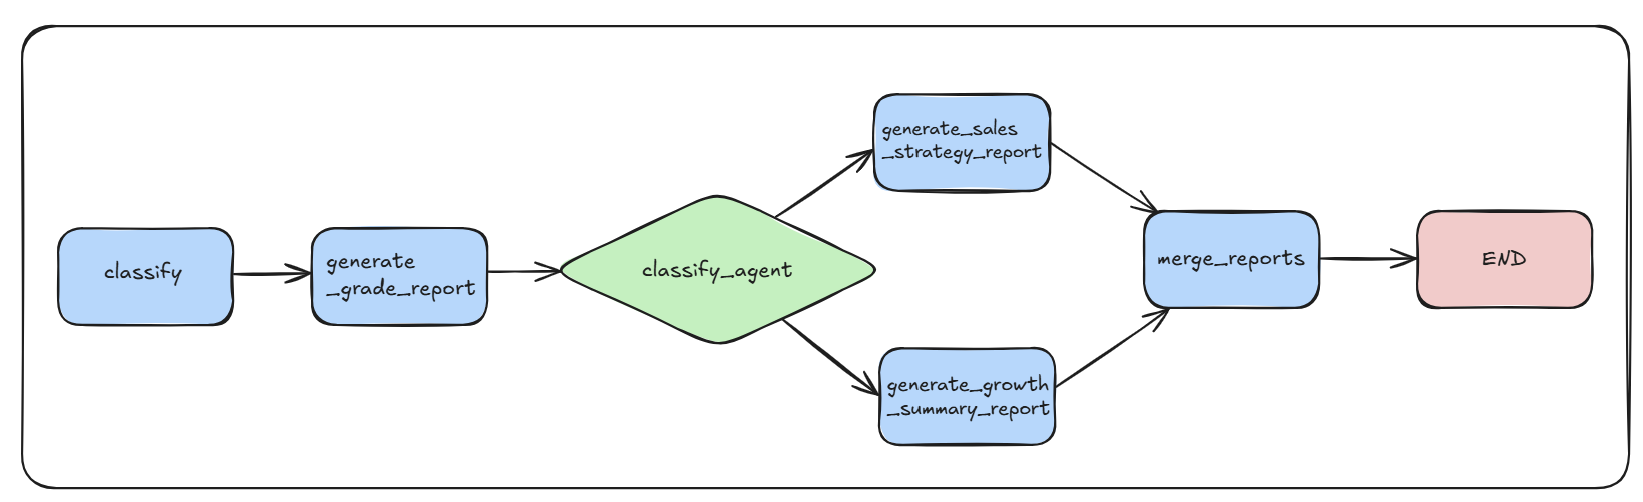 classify
generate
_grade_report
classify_agent
generate_sales
_strategy_report
generate_growth
_summary_report
merge_reports
END